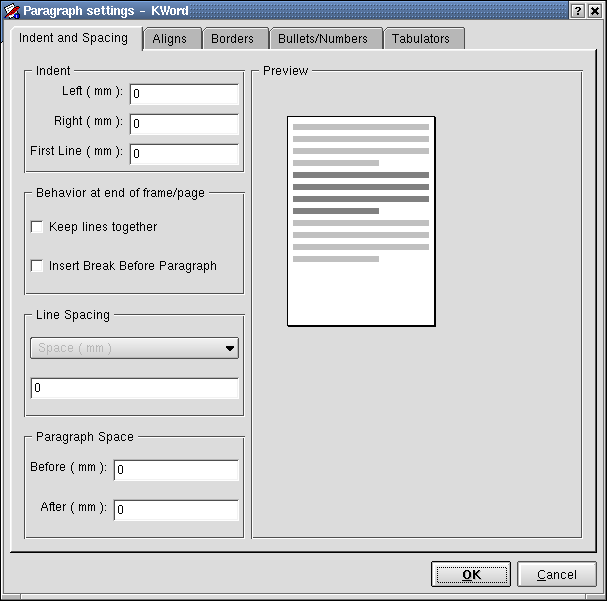 Paragraph settings - KWord
Indent and Spacing Aligns Borders Bullets/Numbers Tabulators
Indent
Left ( mm ): 0
Right ( mm ): 0
First Line ( mm ): 0
Behavior at end of frame/page
Keep lines together
Insert Break Before Paragraph
Line Spacing
Space ( mm )
0
Paragraph Space
Before ( mm ): 0
After ( mm ): 0
Preview
OK Cancel